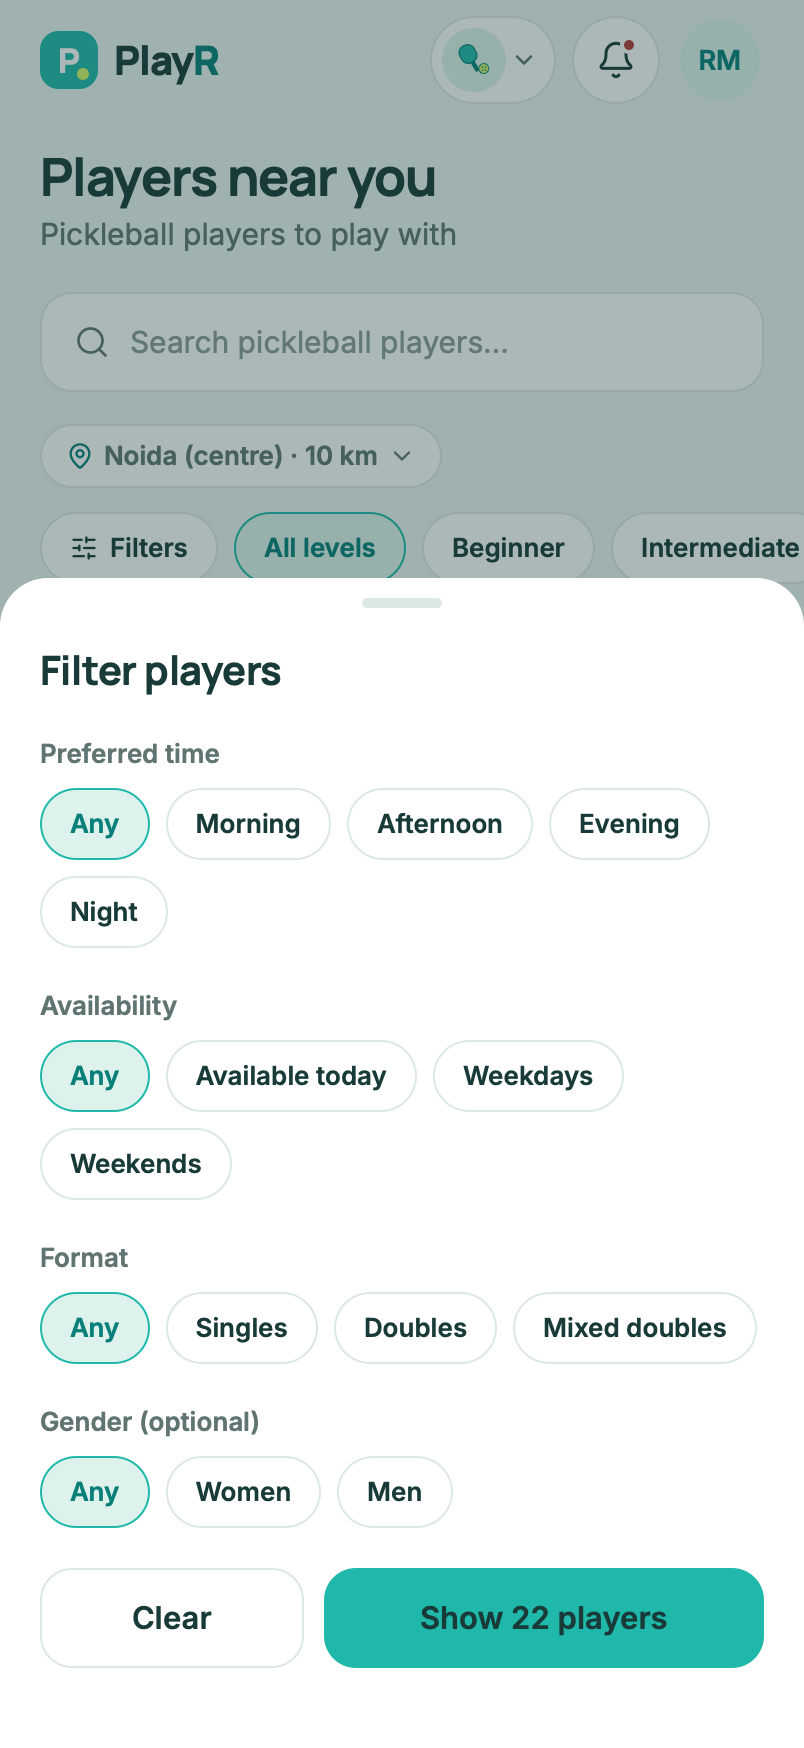 P. PlayR
RM
Players near you
Pickleball players to play with
Search pickleball players...
Noida (centre) · 10 km
Filters All levels Beginner Intermediate
Filter players
Preferred time
Any Morning Afternoon Evening
Night
Availability
Any Available today Weekdays
Weekends
Format
Any Singles Doubles Mixed doubles
Gender (optional)
Any Women Men
Clear Show 22 players